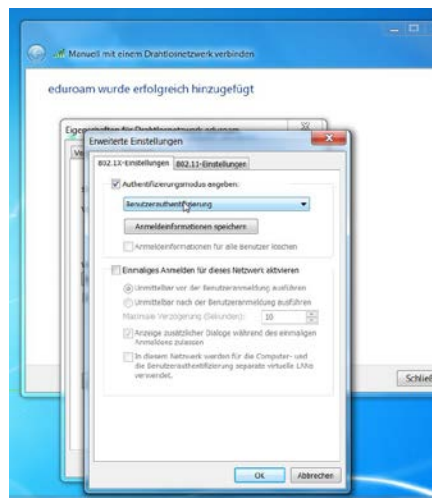 Manuell mit einem Drahtlosnetzwerk verbinden
eduroam wurde erfolgreich hinzugefügt
Eigenschaften für Drahtlosnetzwerk eduroam
Erweiterte Einstellungen
802.1X-Einstellungen 802.11-Einstellungen
Authentifizierungsmodus angeben:
Benutzerauthentifizierung
Anmeldeinformationen speichern
Anmeldeinformationen für alle Benutzer löschen
Einmaliges Anmelden für dieses Netzwerk aktivieren
Unmittelbar vor der Benutzeranmeldung ausführen
Unmittelbar nach der Benutzeranmeldung ausführen
Maximale Verzögerung (Sekunden): 10
Anzeige zusätzlicher Dialoge während des einmaligen
Anmeldens zulassen
In diesem Netzwerk werden für die Computer- und
die Benutzerauthentifizierung separate virtuelle LANs
verwendet.
Schließ
OK Abbrechen